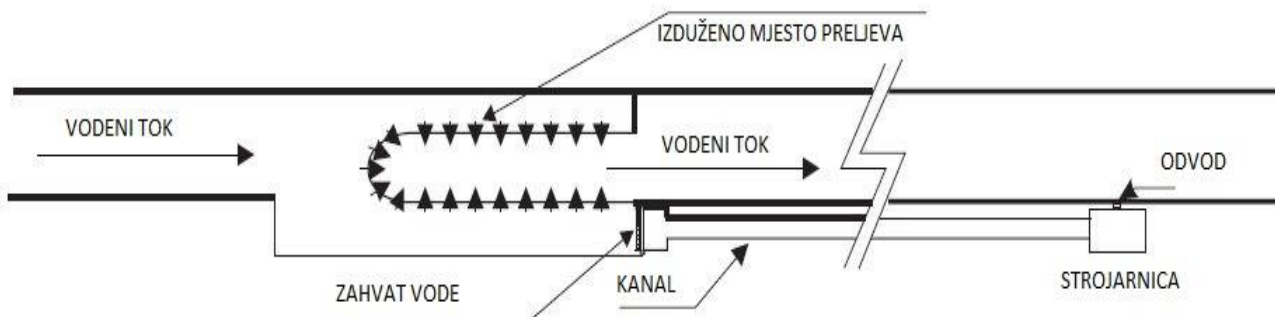 IZDUŽENO MJESTO PRELJEVA
VODENI TOK
VODENI TOK
ODVOD
ZAHVAT VODE
KANAL
STROJARNICA